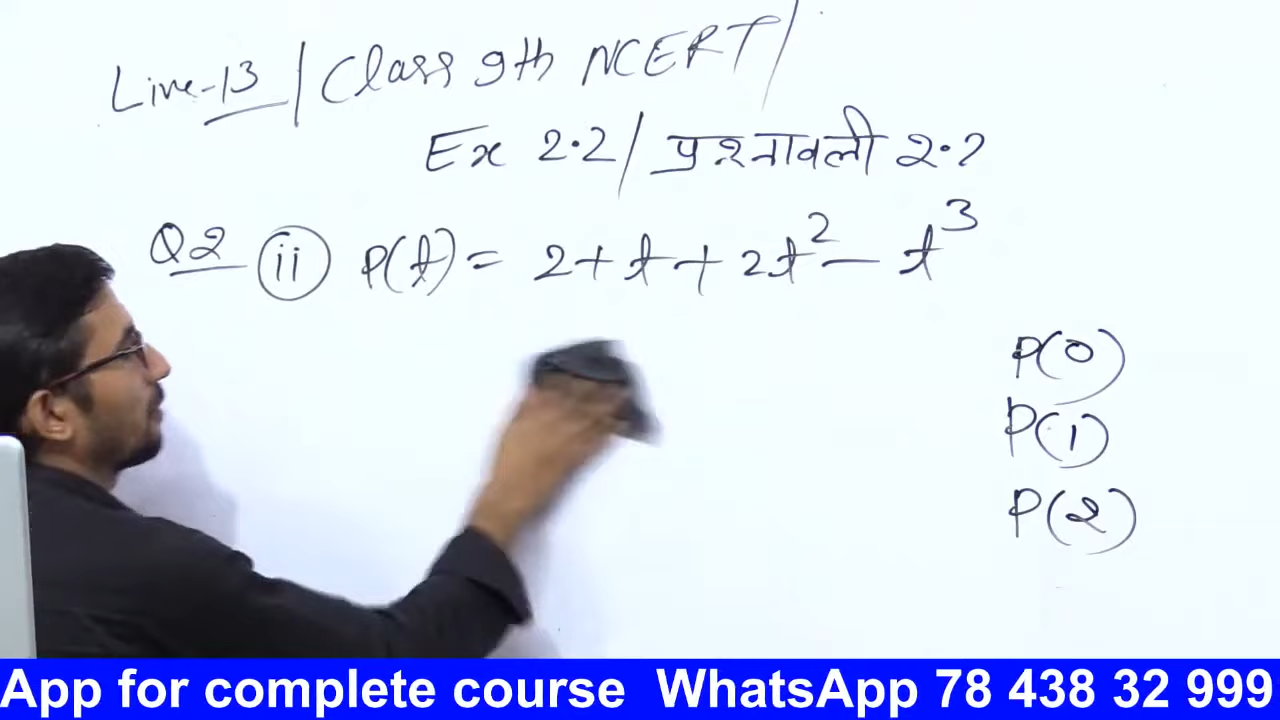 Live-13 / Class 9th NCERT /
Ex 2.2 / प्रश्नावली 2.2
Q2 (ii) P(t) = 2 + t + 2t² - t³
P(0)
P(1)
P(2)
App for complete course WhatsApp 78 438 32 999